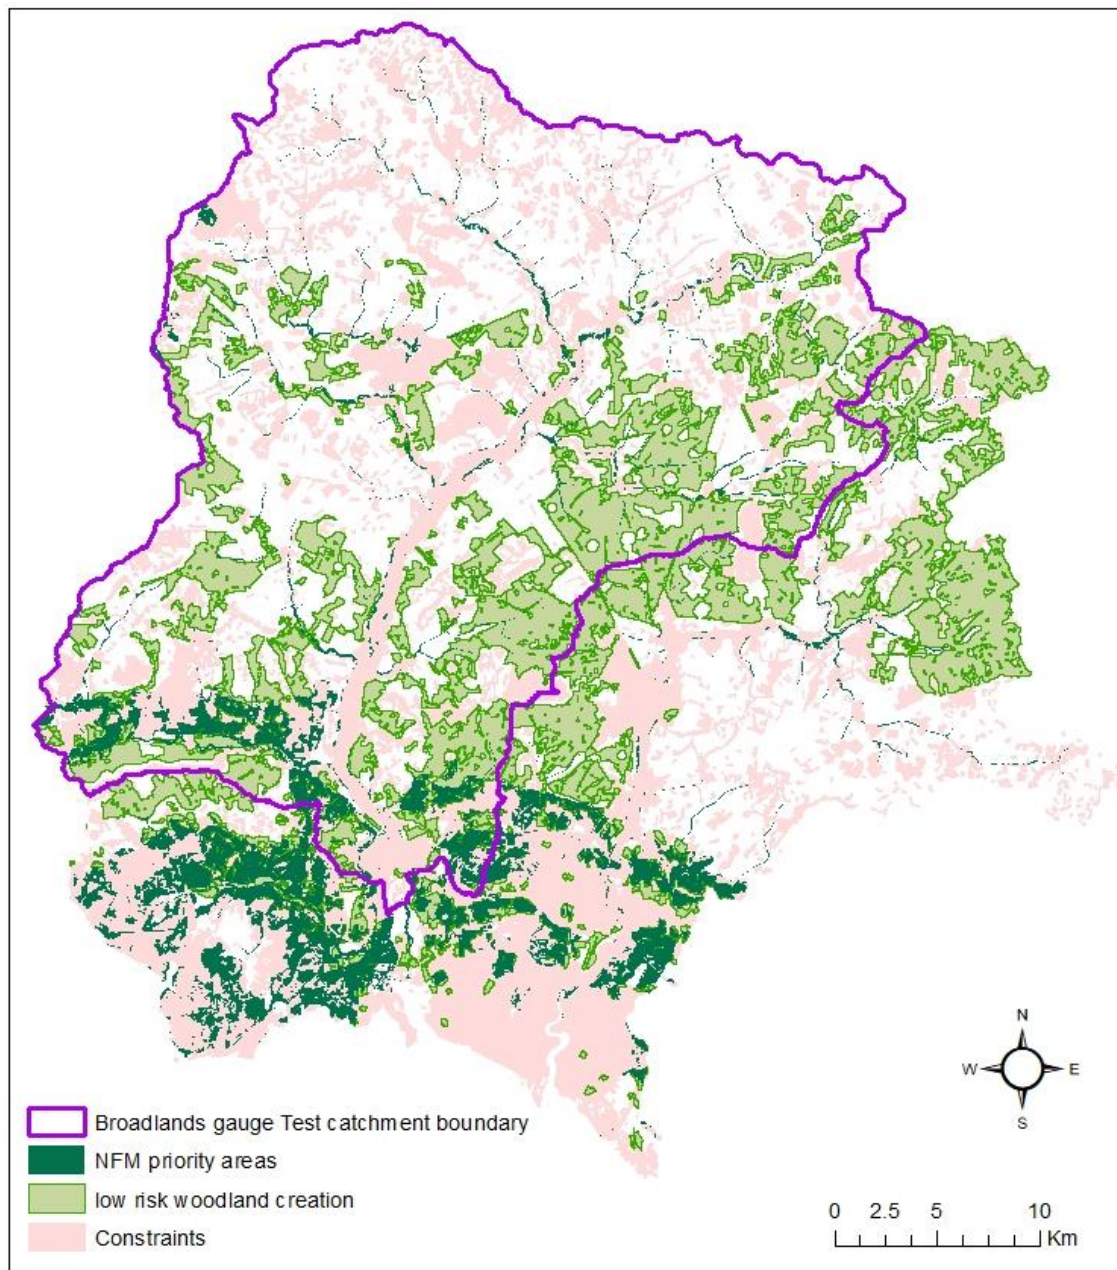 N
W E
S
Broadlands gauge Test catchment boundary
NFM priority areas
low risk woodland creation
Constraints
0 2.5 5 10
Km